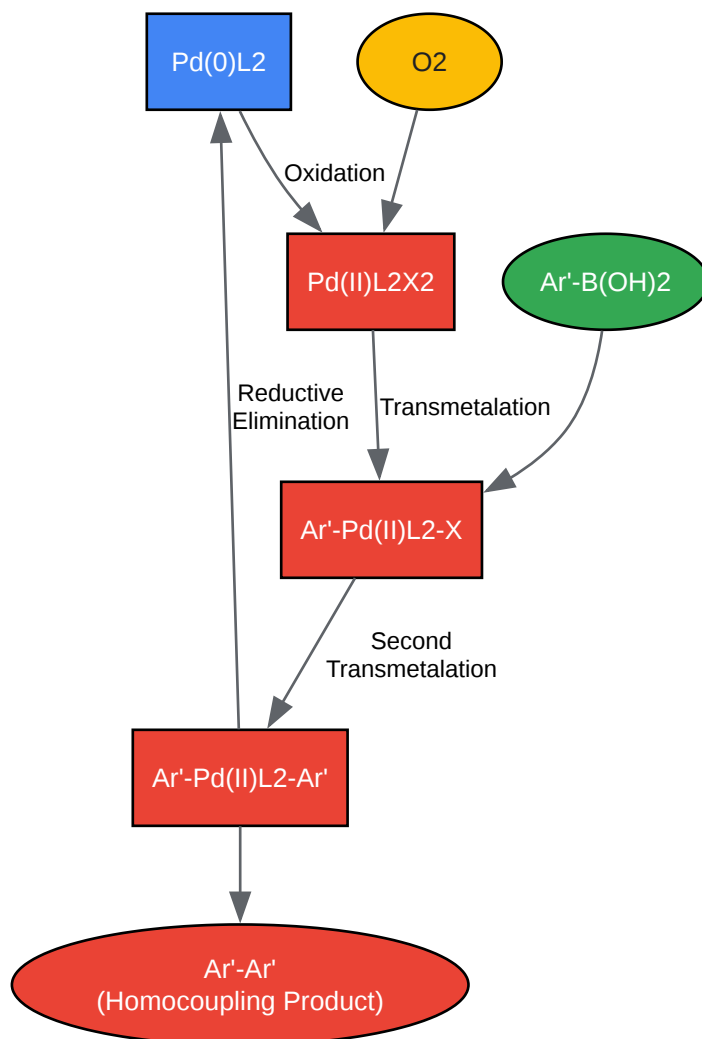 Pd(0)L2
O2
Oxidation
Pd(II)L2X2
Ar'-B(OH)2
Reductive
Elimination
Transmetalation
Ar'-Pd(II)L2-X
Second
Transmetalation
Ar'-Pd(II)L2-Ar'
Ar'-Ar'
(Homocoupling Product)